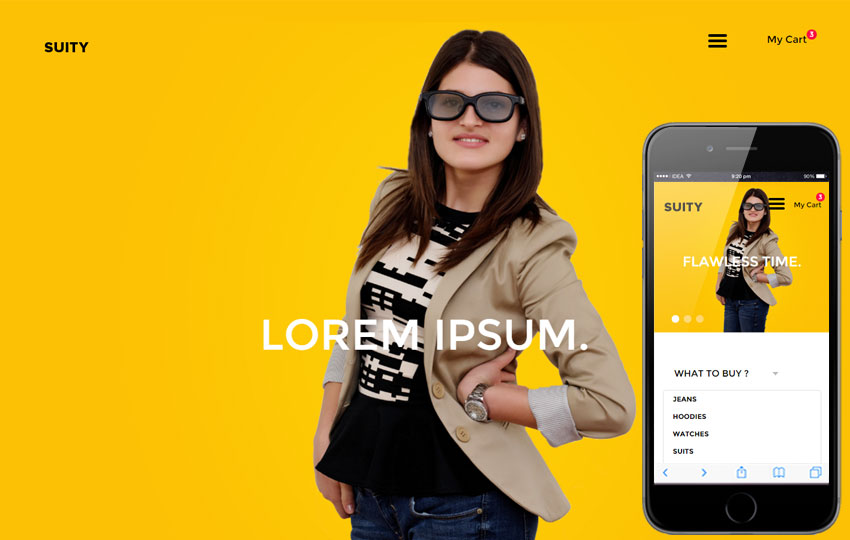 SUITY
My Cart 3
LOREM IPSUM.
IDEA 9:20 pm 90%
SUITY
My Cart 3
FLAWLESS TIME.
WHAT TO BUY ?
JEANS
HOODIES
WATCHES
SUITS